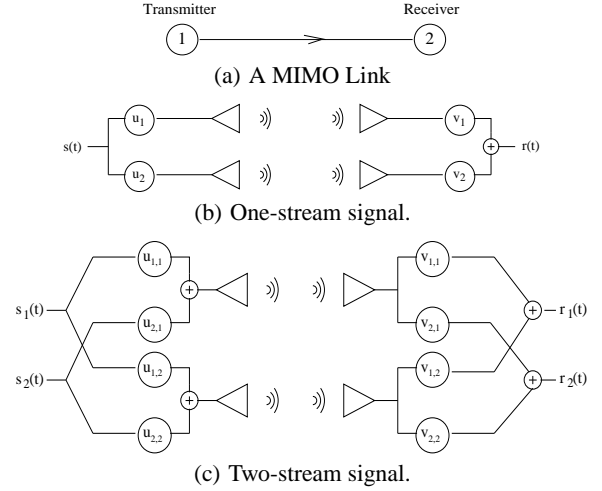 Transmitter Receiver
1 2
(a) A MIMO Link
u1 v1
s(t) + r(t)
u2 v2
(b) One-stream signal.
u1,1 v1,1
+
s1(t) + r1(t)
u2,1 v2,1
u1,2 v1,2
s2(t) + r2(t)
+
u2,2 v2,2
(c) Two-stream signal.